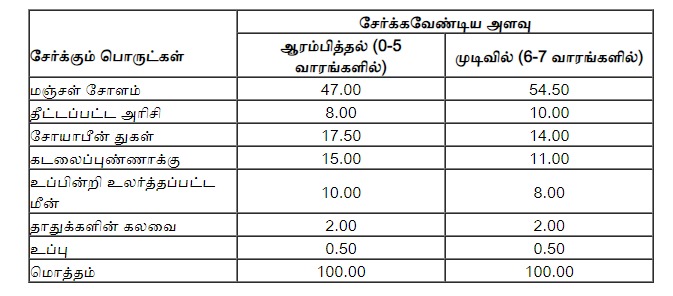 சேர்க்கும் பொருட்கள் சேர்க்கவேண்டிய அளவு
ஆரம்பித்தல் (0-5 வாரங்களில்) முடிவில் (6-7 வாரங்களில்)
மஞ்சள் சோளம் 47.00 54.50
தீட்டப்பட்ட அரிசி 8.00 10.00
சோயாபீன் துகள் 17.50 14.00
கடலைப்புண்ணாக்கு 15.00 11.00
உப்பின்றி உலர்த்தப்பட்ட மீன் 10.00 8.00
தாதுக்களின் கலவை 2.00 2.00
உப்பு 0.50 0.50
மொத்தம் 100.00 100.00